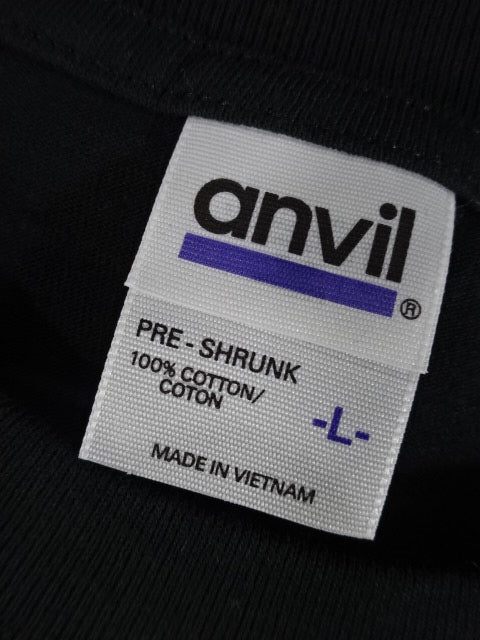 anvil
®
PRE - SHRUNK
100% COTTON/
COTON
-L-
MADE IN VIETNAM